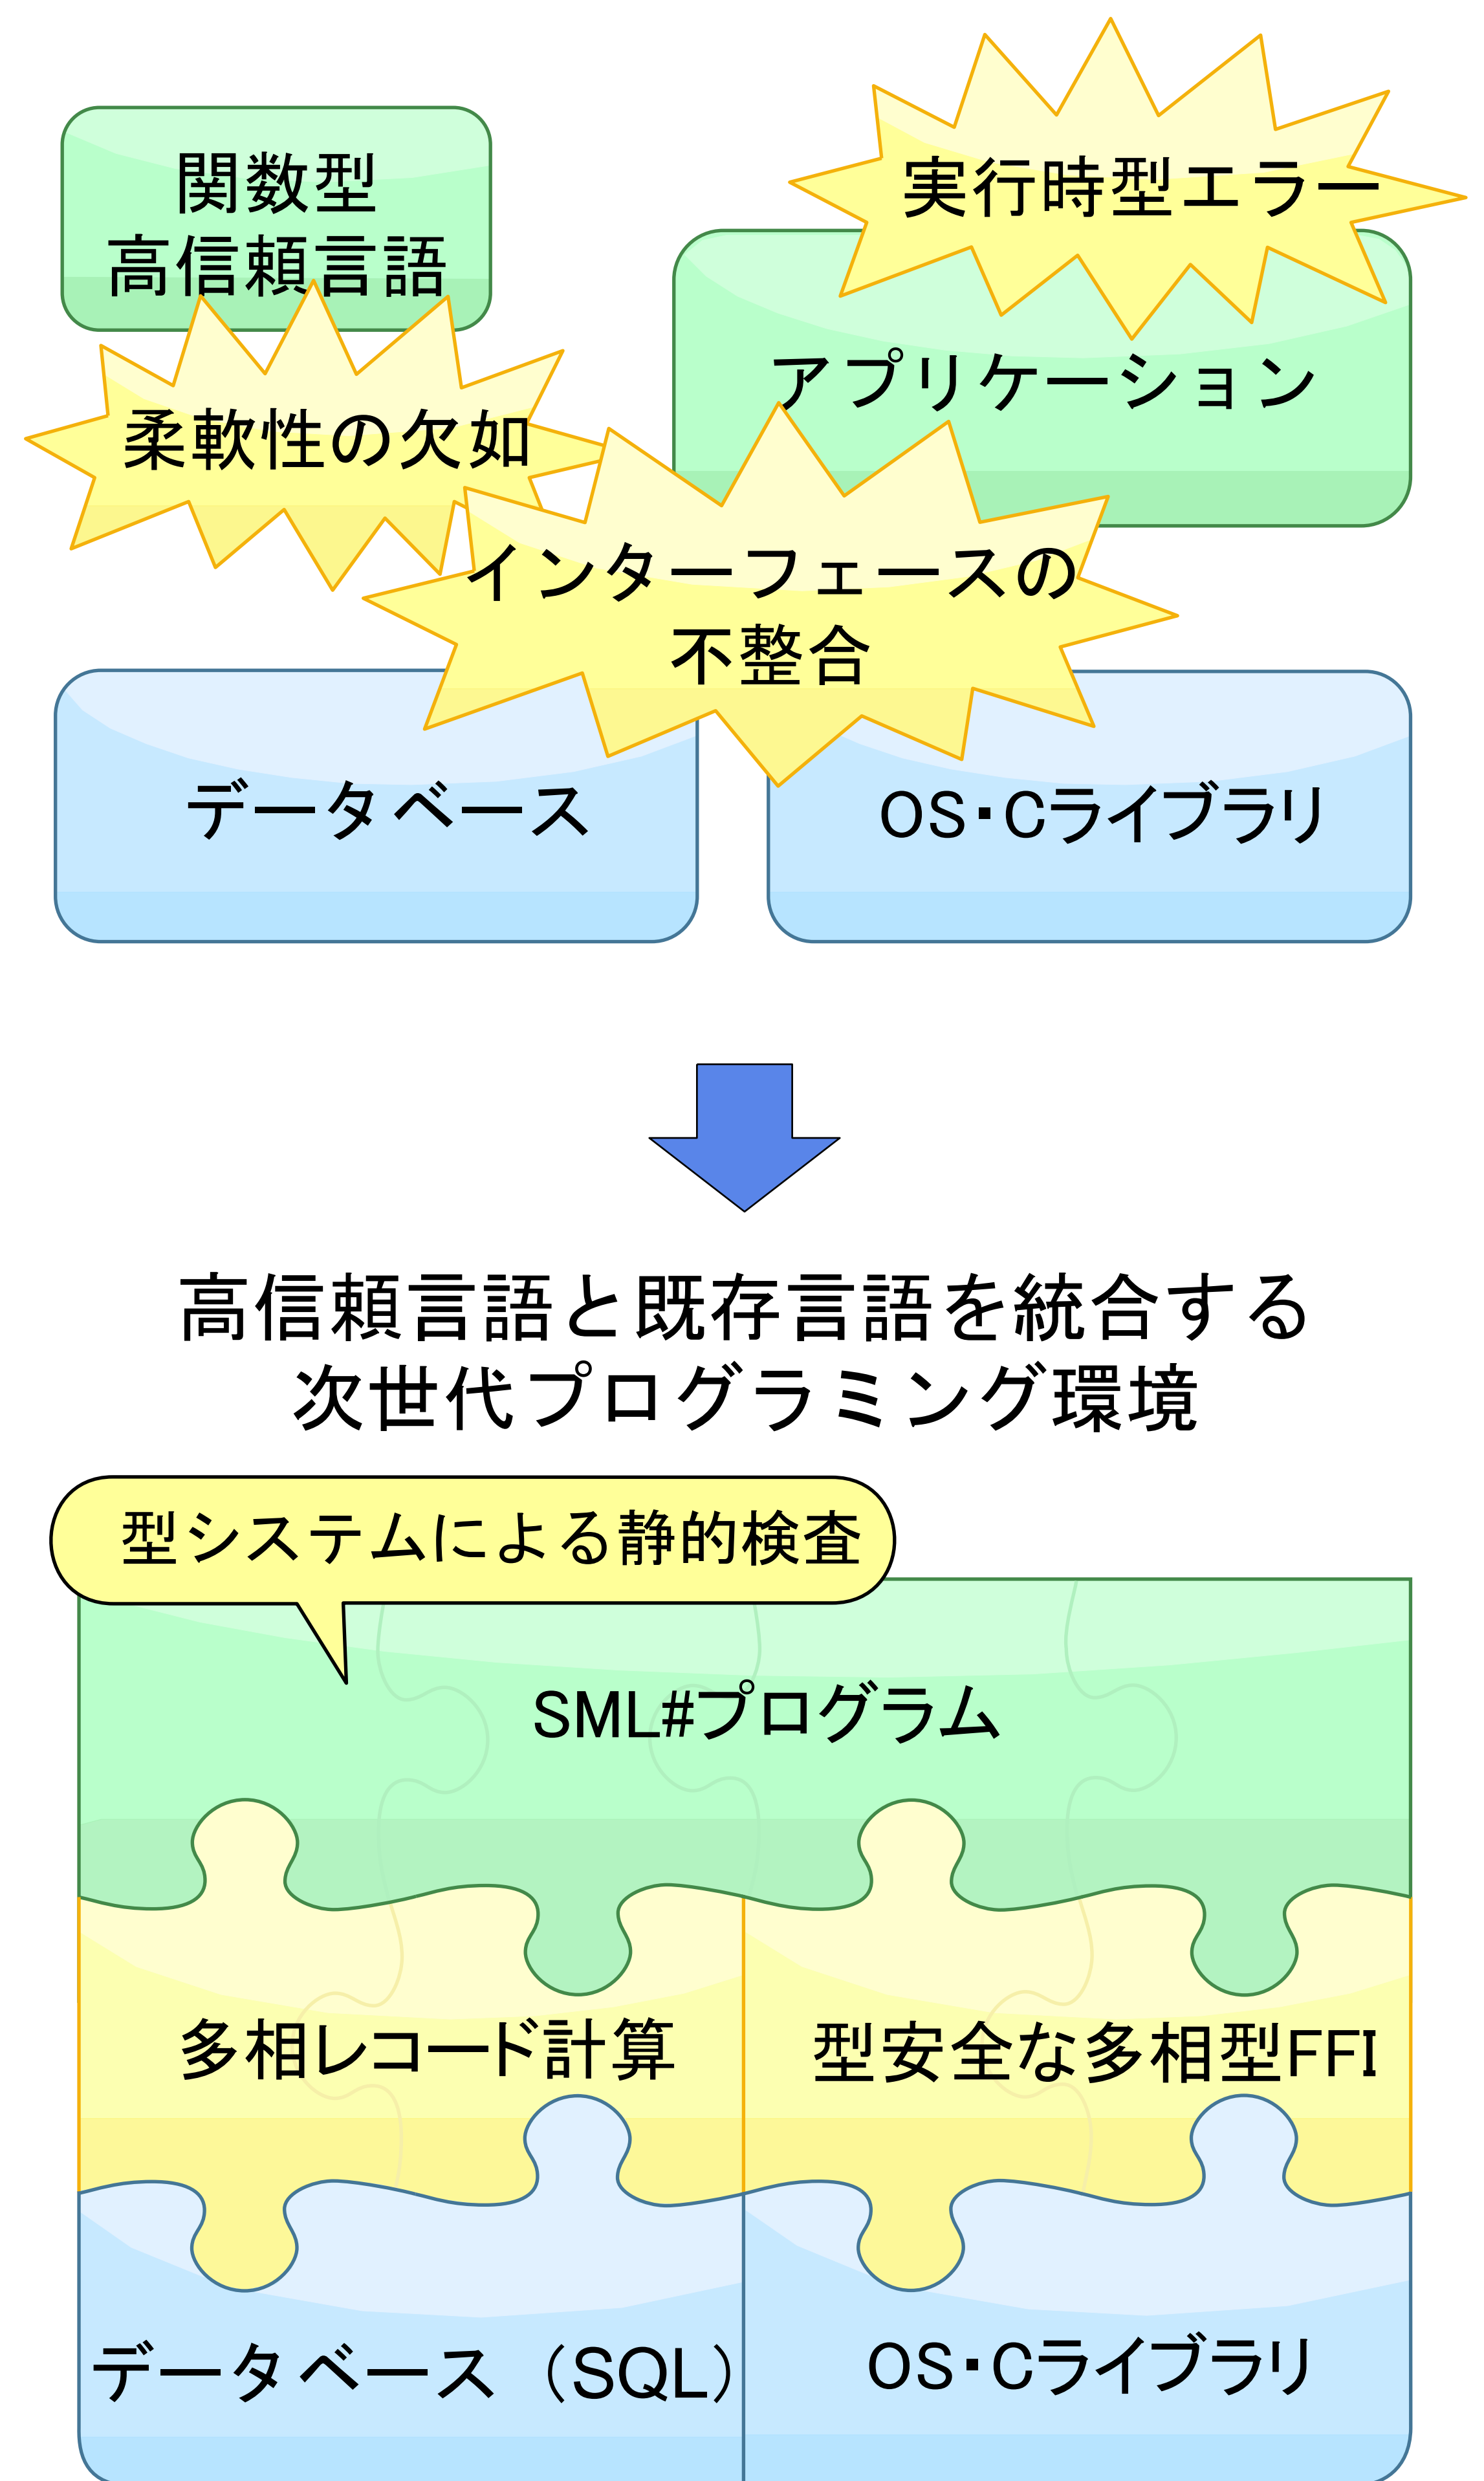 実行時型エラー
関数型
高信頼言語
アプリケーション
柔軟性の欠如
インターフェースの
不整合
データベース
OS・Cライブラリ
高信頼言語と既存言語を統合する
次世代プログラミング環境
型システムによる静的検査
SML#プログラム
多相レコード計算
型安全な多相型FFI
データベース（SQL）
OS・Cライブラリ